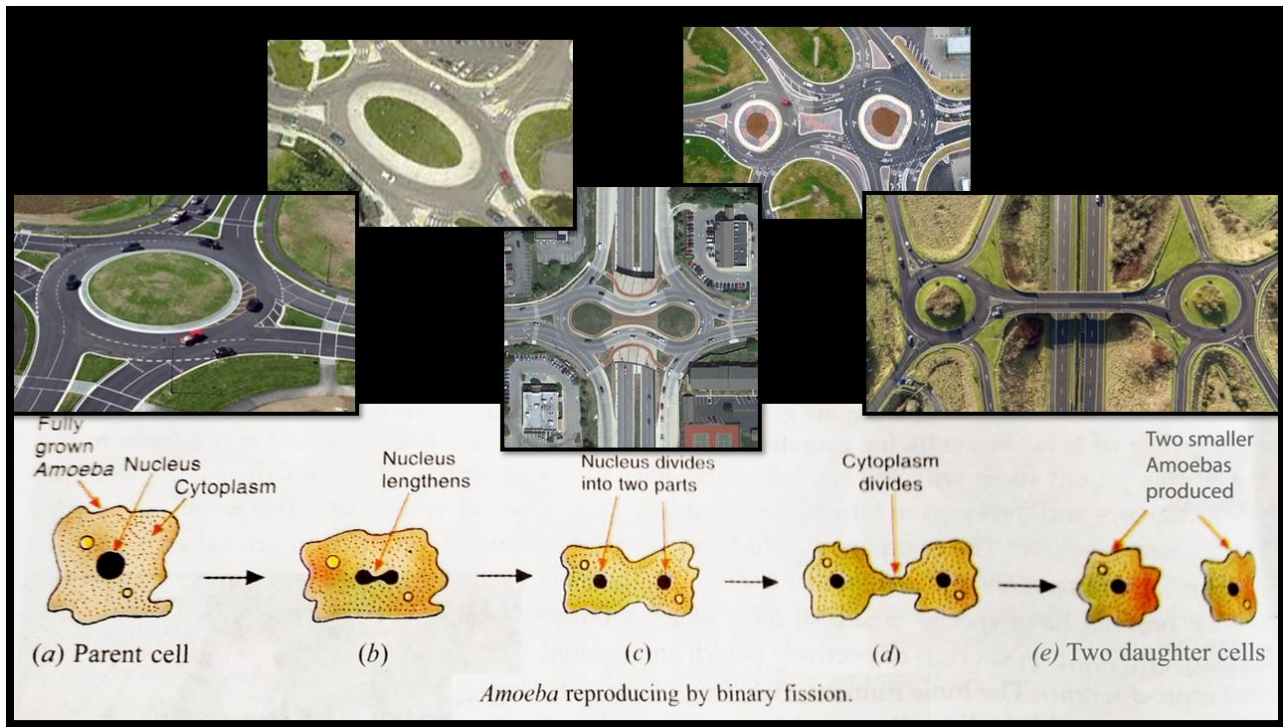 Fully
grown
Amoeba
Nucleus
Cytoplasm
Nucleus
lengthens
Nucleus divides
into two parts
Cytoplasm
divides
Two smaller
Amoebas
produced
(a) Parent cell
(b)
(c)
(d)
(e) Two daughter cells
Amoeba reproducing by binary fission.